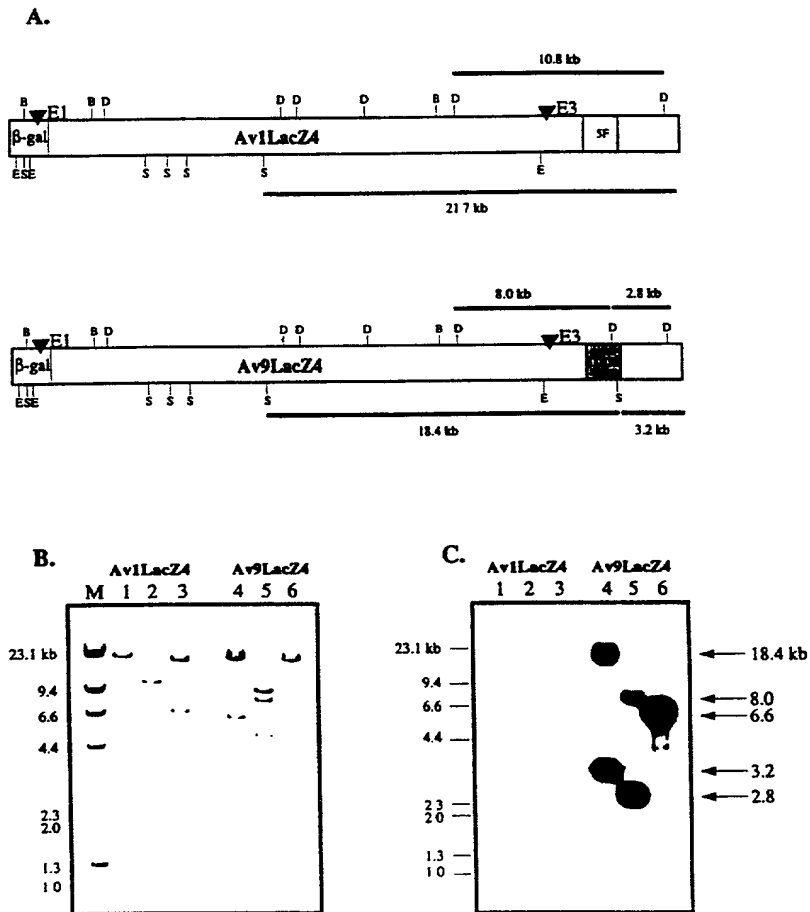 A.
10.8 kb
B B D D D D B D D
E1 E3
β-gal Av1LacZ4 5F
E S E S S S S E
21 7 kb
8.0 kb 2.8 kb
B B D D D D B D D D
E1 E3
β-gal Av9LacZ4
E S E S S S S E S
18.4 kb 3.2 kb
B.
Av1LacZ4 Av9LacZ4
M 1 2 3 4 5 6
23.1 kb
9.4
6.6
4.4
2.3
2.0
1.3
1 0
C.
Av1LacZ4 Av9LacZ4
1 2 3 4 5 6
23.1 kb
9.4
6.6
4.4
2 3
2 0
1.3
1 0
18.4 kb
8.0
6.6
3.2
2.8